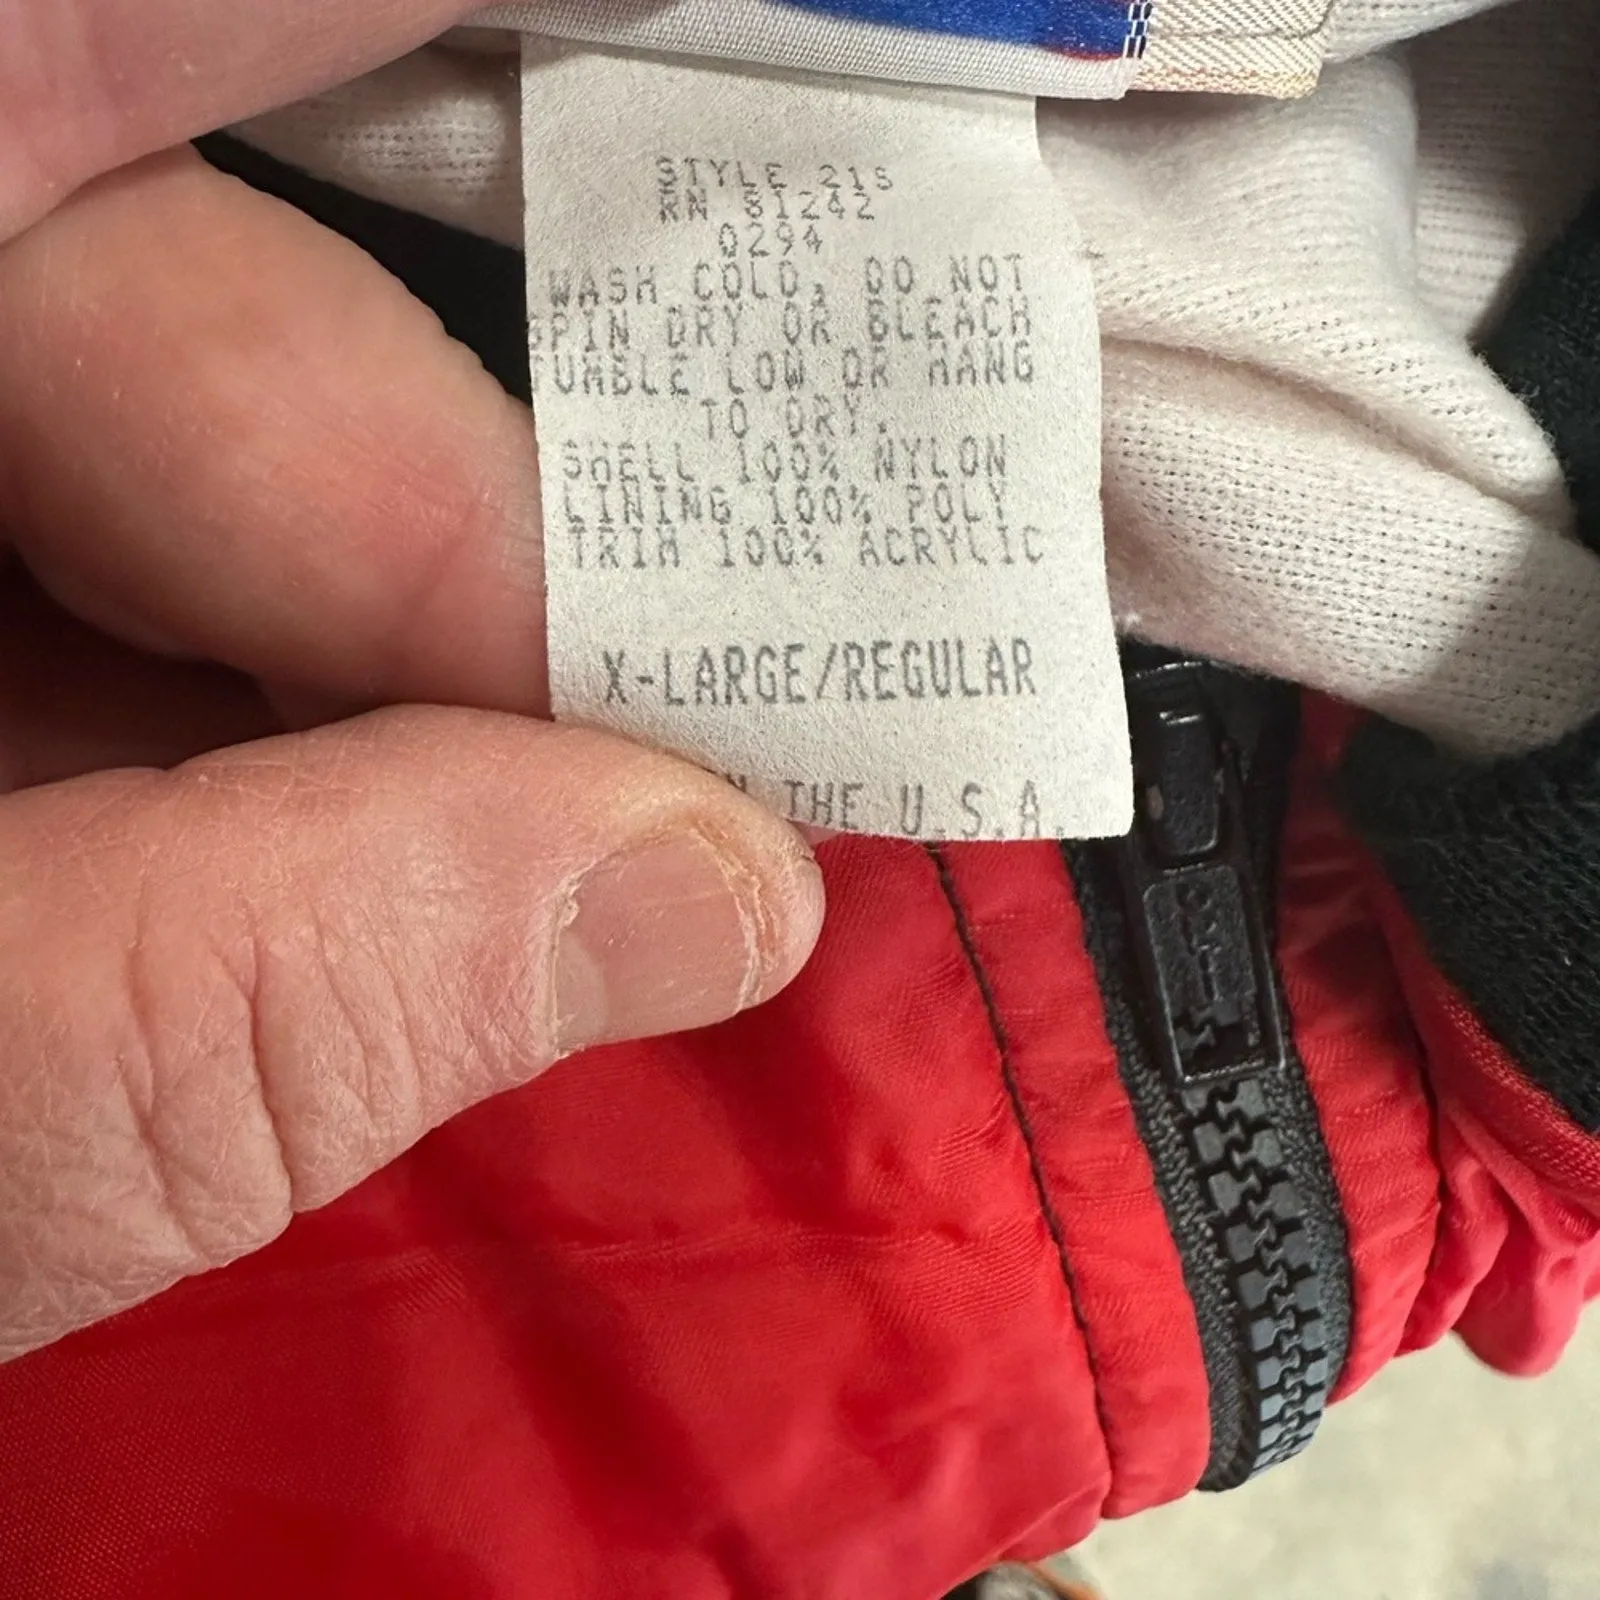 STYLE 21S
RN 81242
0294
WASH COLD, DO NOT
SPIN DRY OR BLEACH
TUMBLE LOW OR HANG
TO DRY.
SHELL 100% NYLON
LINING 100% POLY
TRIM 100% ACRYLIC
X-LARGE/REGULAR
THE U.S.A.